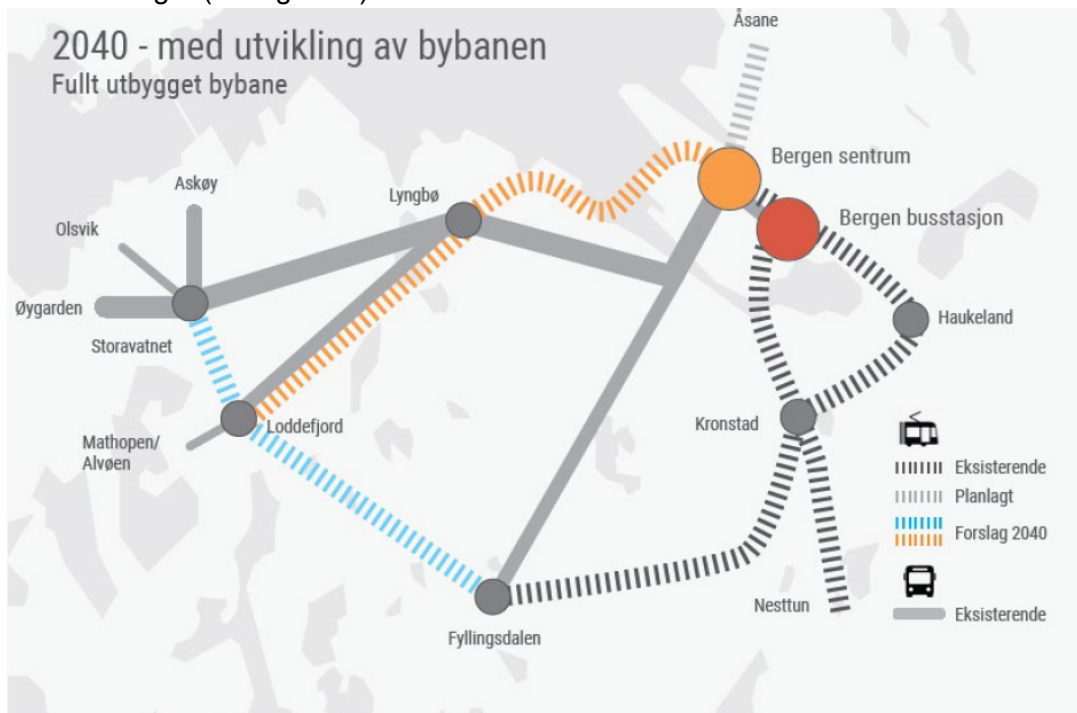 2040 - med utvikling av bybanen
Fullt utbygget bybane
Åsane
Bergen sentrum
Askøy
Lyngbø
Bergen busstasjon
Olsvik
Øygarden
Haukeland
Storavatnet
Loddefjord
Kronstad
Mathopen/
Alvøen
Eksisterende
Planlagt
Forslag 2040
Nesttun
Eksisterende
Fyllingsdalen